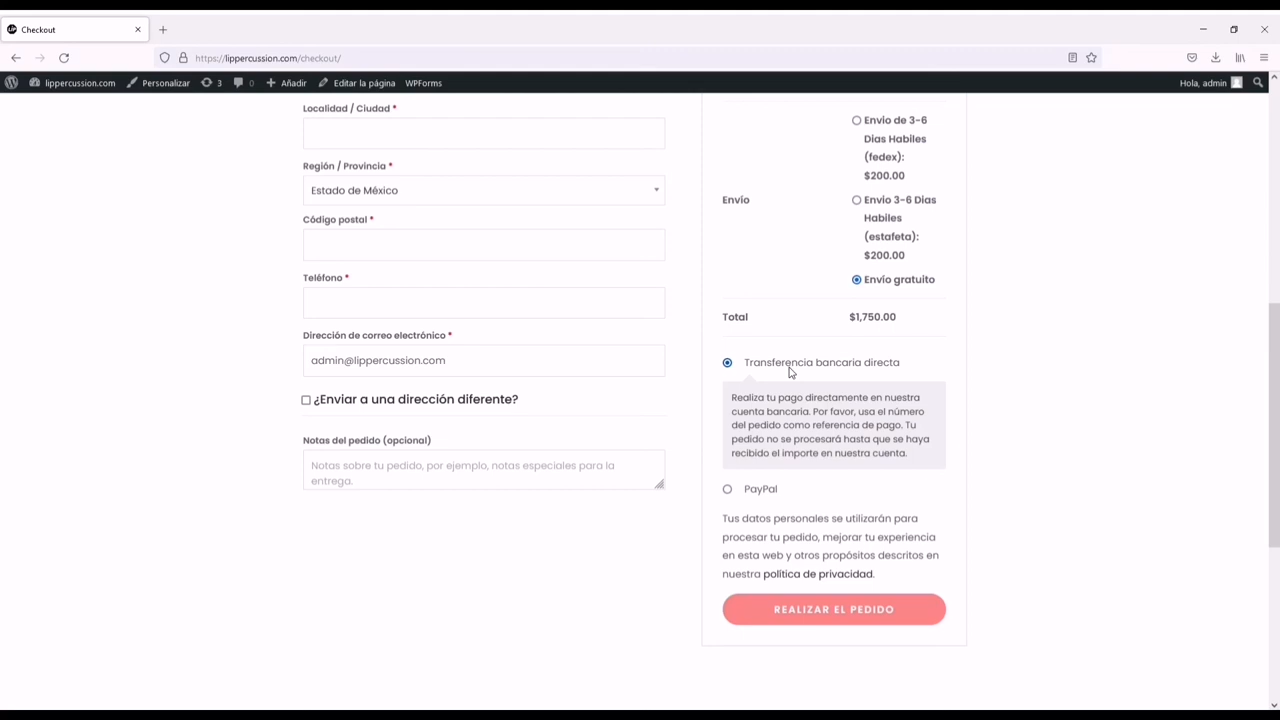 Checkout
https://lippercussion.com/checkout/
lippercussion.com
Personalizar
3
0
Añadir
Editar la página
WPForms
Hola, admin
Localidad / Ciudad *
Región / Provincia *
Estado de México
Código postal *
Teléfono *
Dirección de correo electrónico *
admin@lippercussion.com
¿Enviar a una dirección diferente?
Notas del pedido (opcional)
Notas sobre tu pedido, por ejemplo, notas especiales para la
entrega.
Envio de 3-6
Dias Habiles
(fedex):
$200.00
Envío
Envio 3-6 Dias
Habiles
(estafeta):
$200.00
Envío gratuito
Total $1,750.00
Transferencia bancaria directa
Realiza tu pago directamente en nuestra
cuenta bancaria. Por favor, usa el número
del pedido como referencia de pago. Tu
pedido no se procesará hasta que se haya
recibido el importe en nuestra cuenta.
PayPal
Tus datos personales se utilizarán para
procesar tu pedido, mejorar tu experiencia
en esta web y otros propósitos descritos en
nuestra política de privacidad.
REALIZAR EL PEDIDO